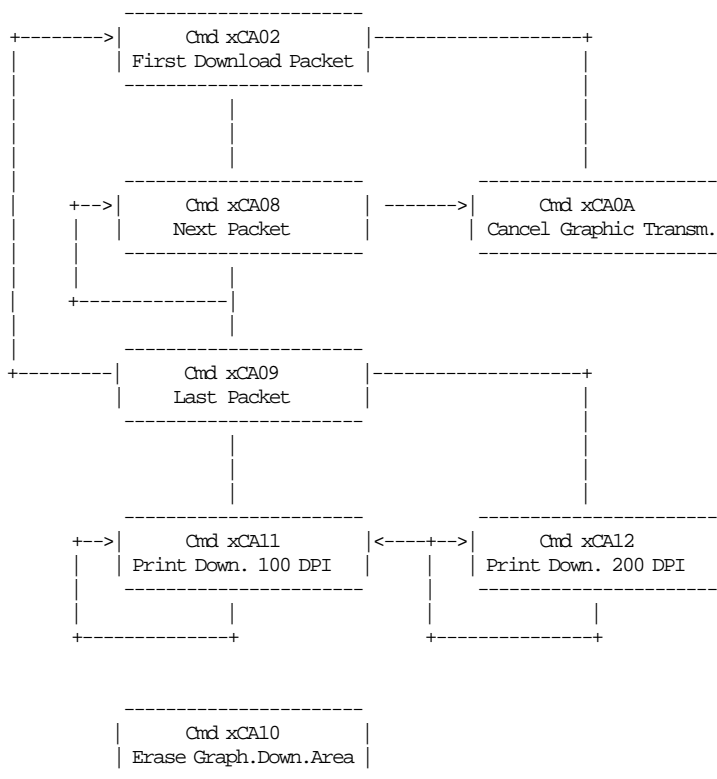 Cmd xCA02
First Download Packet
Cmd xCA08
Next Packet
Cmd xCA0A
Cancel Graphic Transm.
Cmd xCA09
Last Packet
Cmd xCA11
Print Down. 100 DPI
Cmd xCA12
Print Down. 200 DPI
Cmd xCA10
Erase Graph.Down.Area